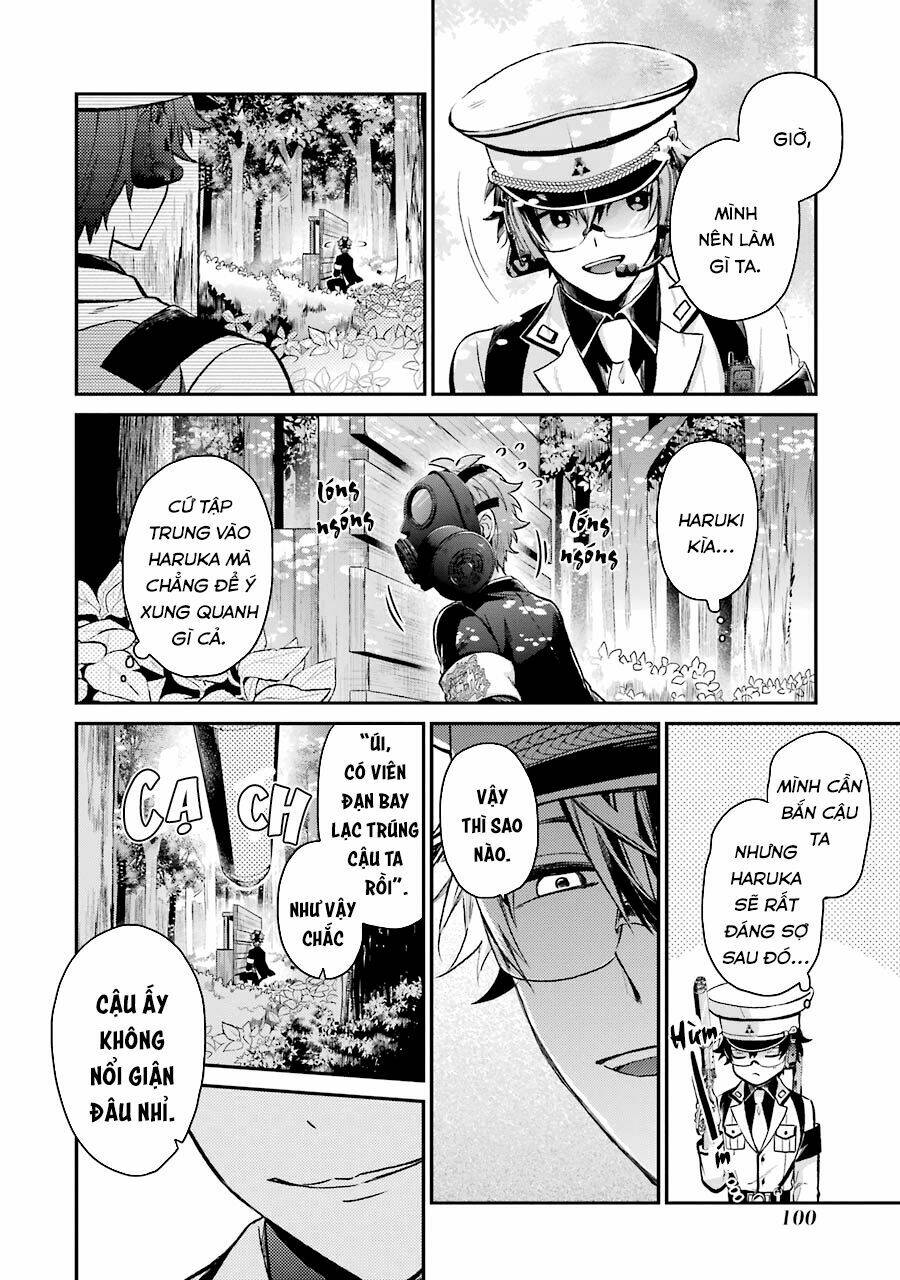 GIỜ,
MÌNH
NÊN LÀM
GÌ TA.
HARUKI
KÌA...
lóng
ngóng
lóng
ngóng
CỨ TẬP
TRUNG VÀO
HARUKA MÀ
CHẲNG ĐỂ Ý
XUNG QUANH
GÌ CẢ.
MÌNH CẦN
BẮN CẬU
TA
NHƯNG
HARUKA
SẼ RẤT
ĐÁNG SỢ
SAU ĐÓ...
Hừm
m
VẬY
THÌ SAO
NÀO.
“ÚI,
CÓ VIÊN
ĐẠN BAY
LẠC TRÚNG
CẬU TA
RỒI”.
NHƯ VẬY
CHẮC
CẠCH
CẬU ẤY
KHÔNG
NỔI GIẬN
ĐÂU NHỈ.
100